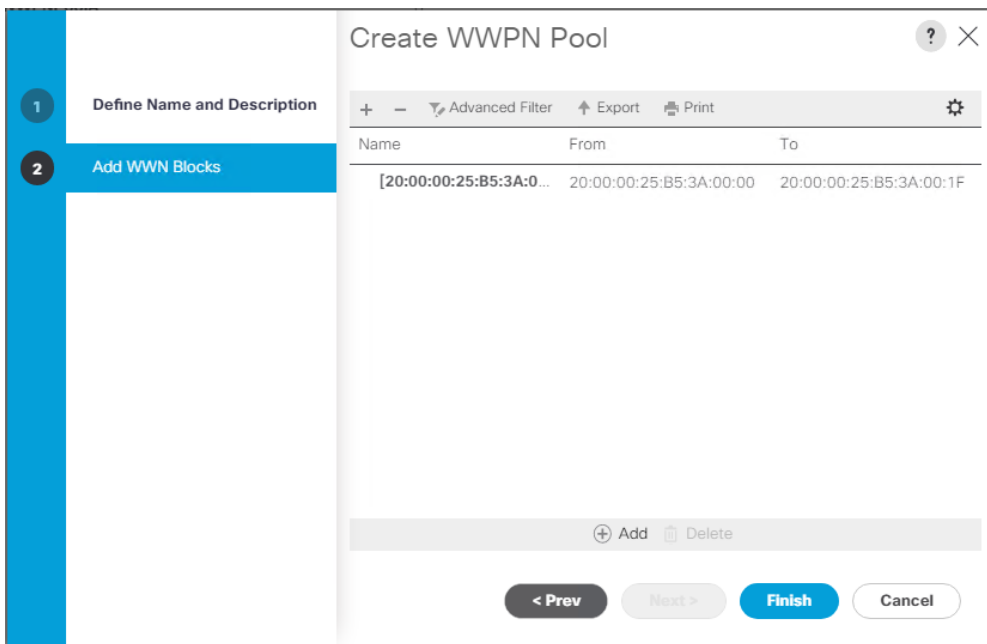 Create WWPN Pool
?
1
Define Name and Description
2
Add WWN Blocks
+ − Advanced Filter Export Print
Name From To
[20:00:00:25:B5:3A:0... 20:00:00:25:B5:3A:00:00 20:00:00:25:B5:3A:00:1F
Add Delete
< Prev Next > Finish Cancel